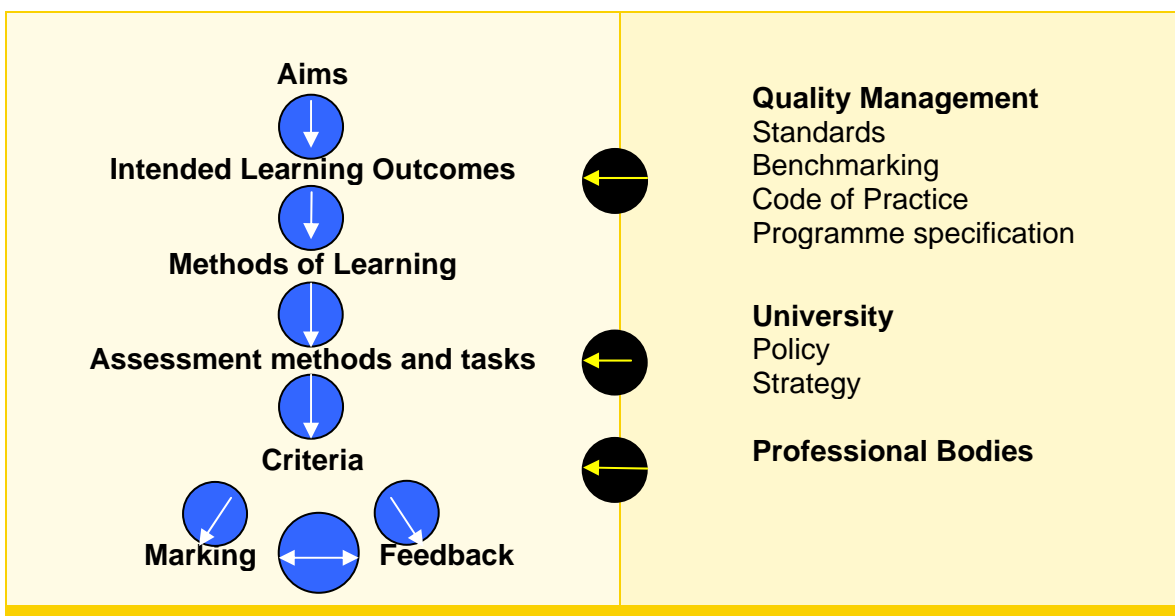 Aims
Intended Learning Outcomes
Methods of Learning
Assessment methods and tasks
Criteria
Marking
Feedback
Quality Management
Standards
Benchmarking
Code of Practice
Programme specification
University
Policy
Strategy
Professional Bodies